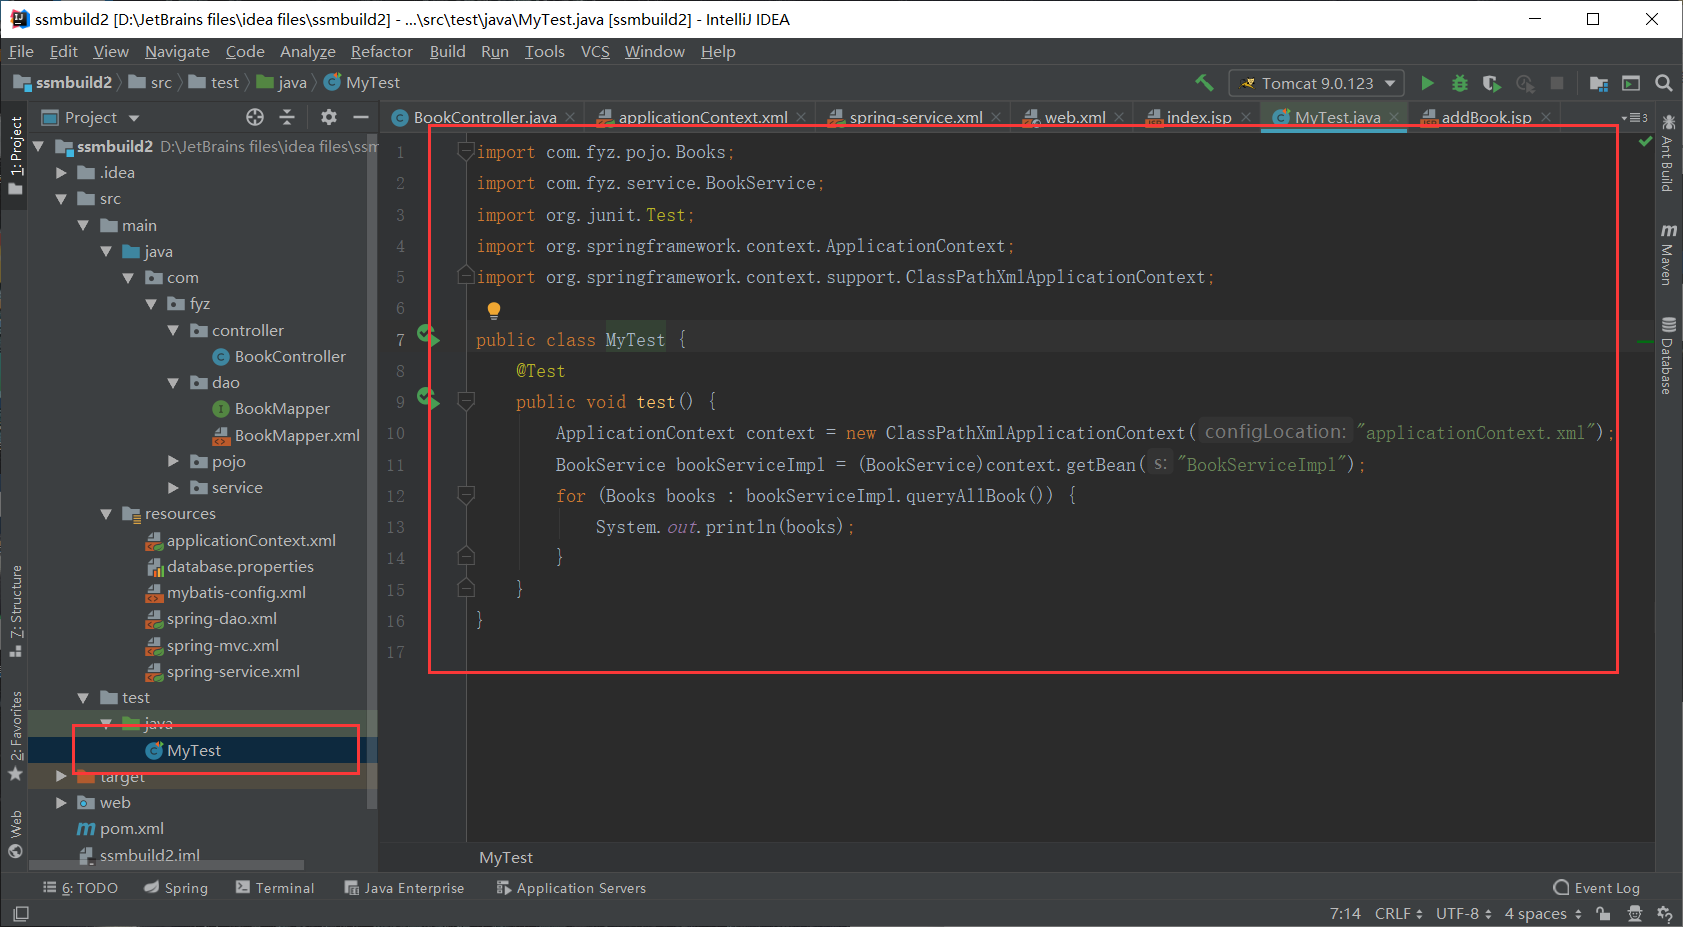 ssmbuild2 [D:\JetBrains files\idea files\ssmbuild2] - ...\src\test\java\MyTest.java [ssmbuild2] - IntelliJ IDEA
File Edit View Navigate Code Analyze Refactor Build Run Tools VCS Window Help
ssmbuild2 src test java MyTest
Tomcat 9.0.123
Project
BookController.java applicationContext.xml spring-service.xml web.xml index.jsp MyTest.java addBook.jsp
3
1: Project
7: Structure
2: Favorites
Web
ssmbuild2 D:\JetBrains files\idea files\ssm
.idea
src
main
java
com
fyz
controller
BookController
dao
BookMapper
BookMapper.xml
pojo
service
resources
applicationContext.xml
database.properties
mybatis-config.xml
spring-dao.xml
spring-mvc.xml
spring-service.xml
test
java
MyTest
target
web
pom.xml
ssmbuild2.iml
1 import com.fyz.pojo.Books;
2 import com.fyz.service.BookService;
3 import org.junit.Test;
4 import org.springframework.context.ApplicationContext;
5 import org.springframework.context.support.ClassPathXmlApplicationContext;
6
7 public class MyTest {
8 @Test
9 public void test() {
10 ApplicationContext context = new ClassPathXmlApplicationContext( configLocation: "applicationContext.xml");
11 BookService bookServiceImpl = (BookService)context.getBean( s: "BookServiceImpl");
12 for (Books books : bookServiceImpl.queryAllBook()) {
13 System.out.println(books);
14 }
15 }
16 }
17
MyTest
Ant Build
Maven
Database
6: TODO Spring Terminal Java Enterprise Application Servers Event Log
7:14 CRLF UTF-8 4 spaces